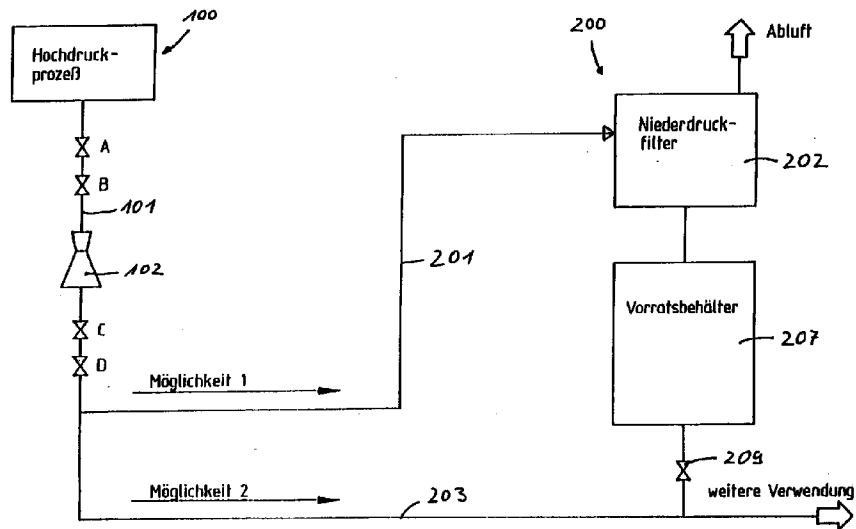 Hochdruck-
prozeß
100
A
B
101
102
C
D
Möglichkeit 1
Möglichkeit 2
201
203
200
Abluft
Niederdruck-
filter
202
Vorratsbehälter
207
209
weitere Verwendung